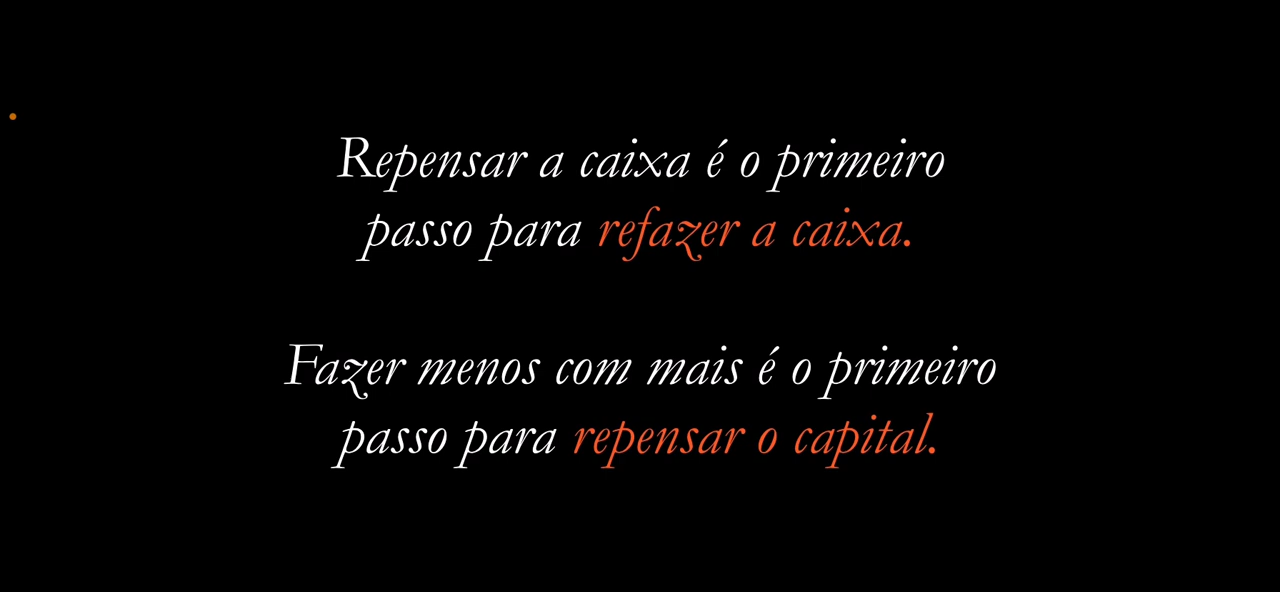 Repensar a caixa é o primeiro
passo para refazer a caixa.
Fazer menos com mais é o primeiro
passo para repensar o capital.